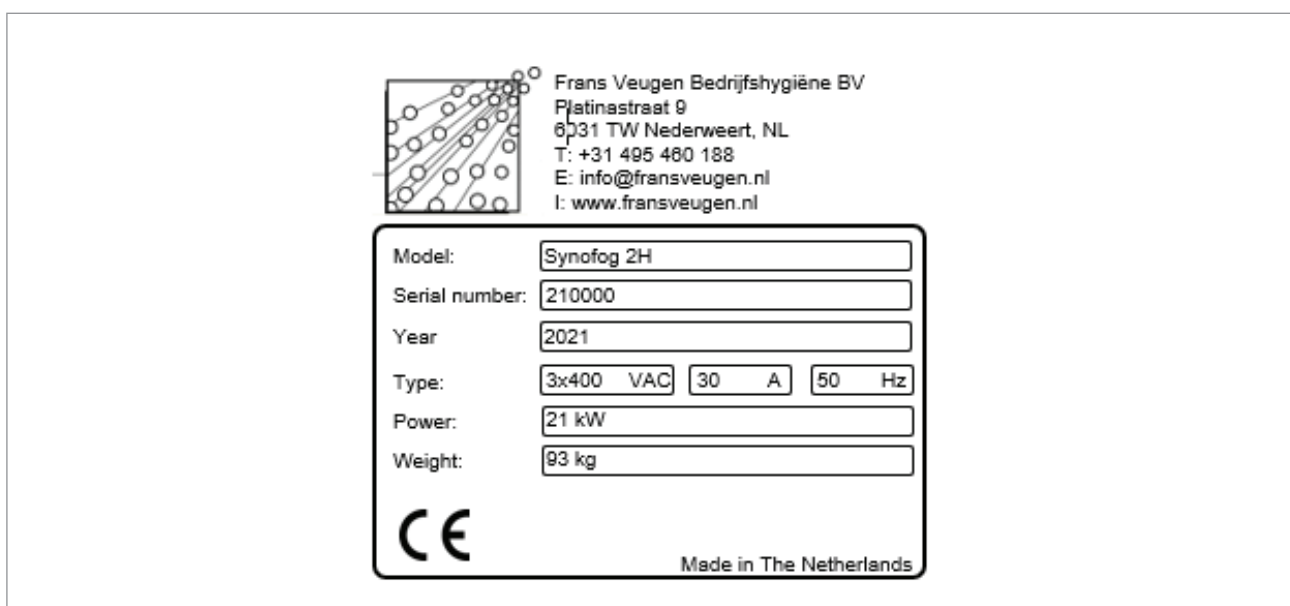 Frans Veugen Bedrijfshygiëne BV
Platinastraat 9
6031 TW Nederweert, NL
T: +31 495 460 188
E: info@fransveugen.nl
I: www.fransveugen.nl
Model: Synofog 2H
Serial number: 210000
Year 2021
Type: 3x400 VAC 30 A 50 Hz
Power: 21 kW
Weight: 93 kg
CE
Made in The Netherlands